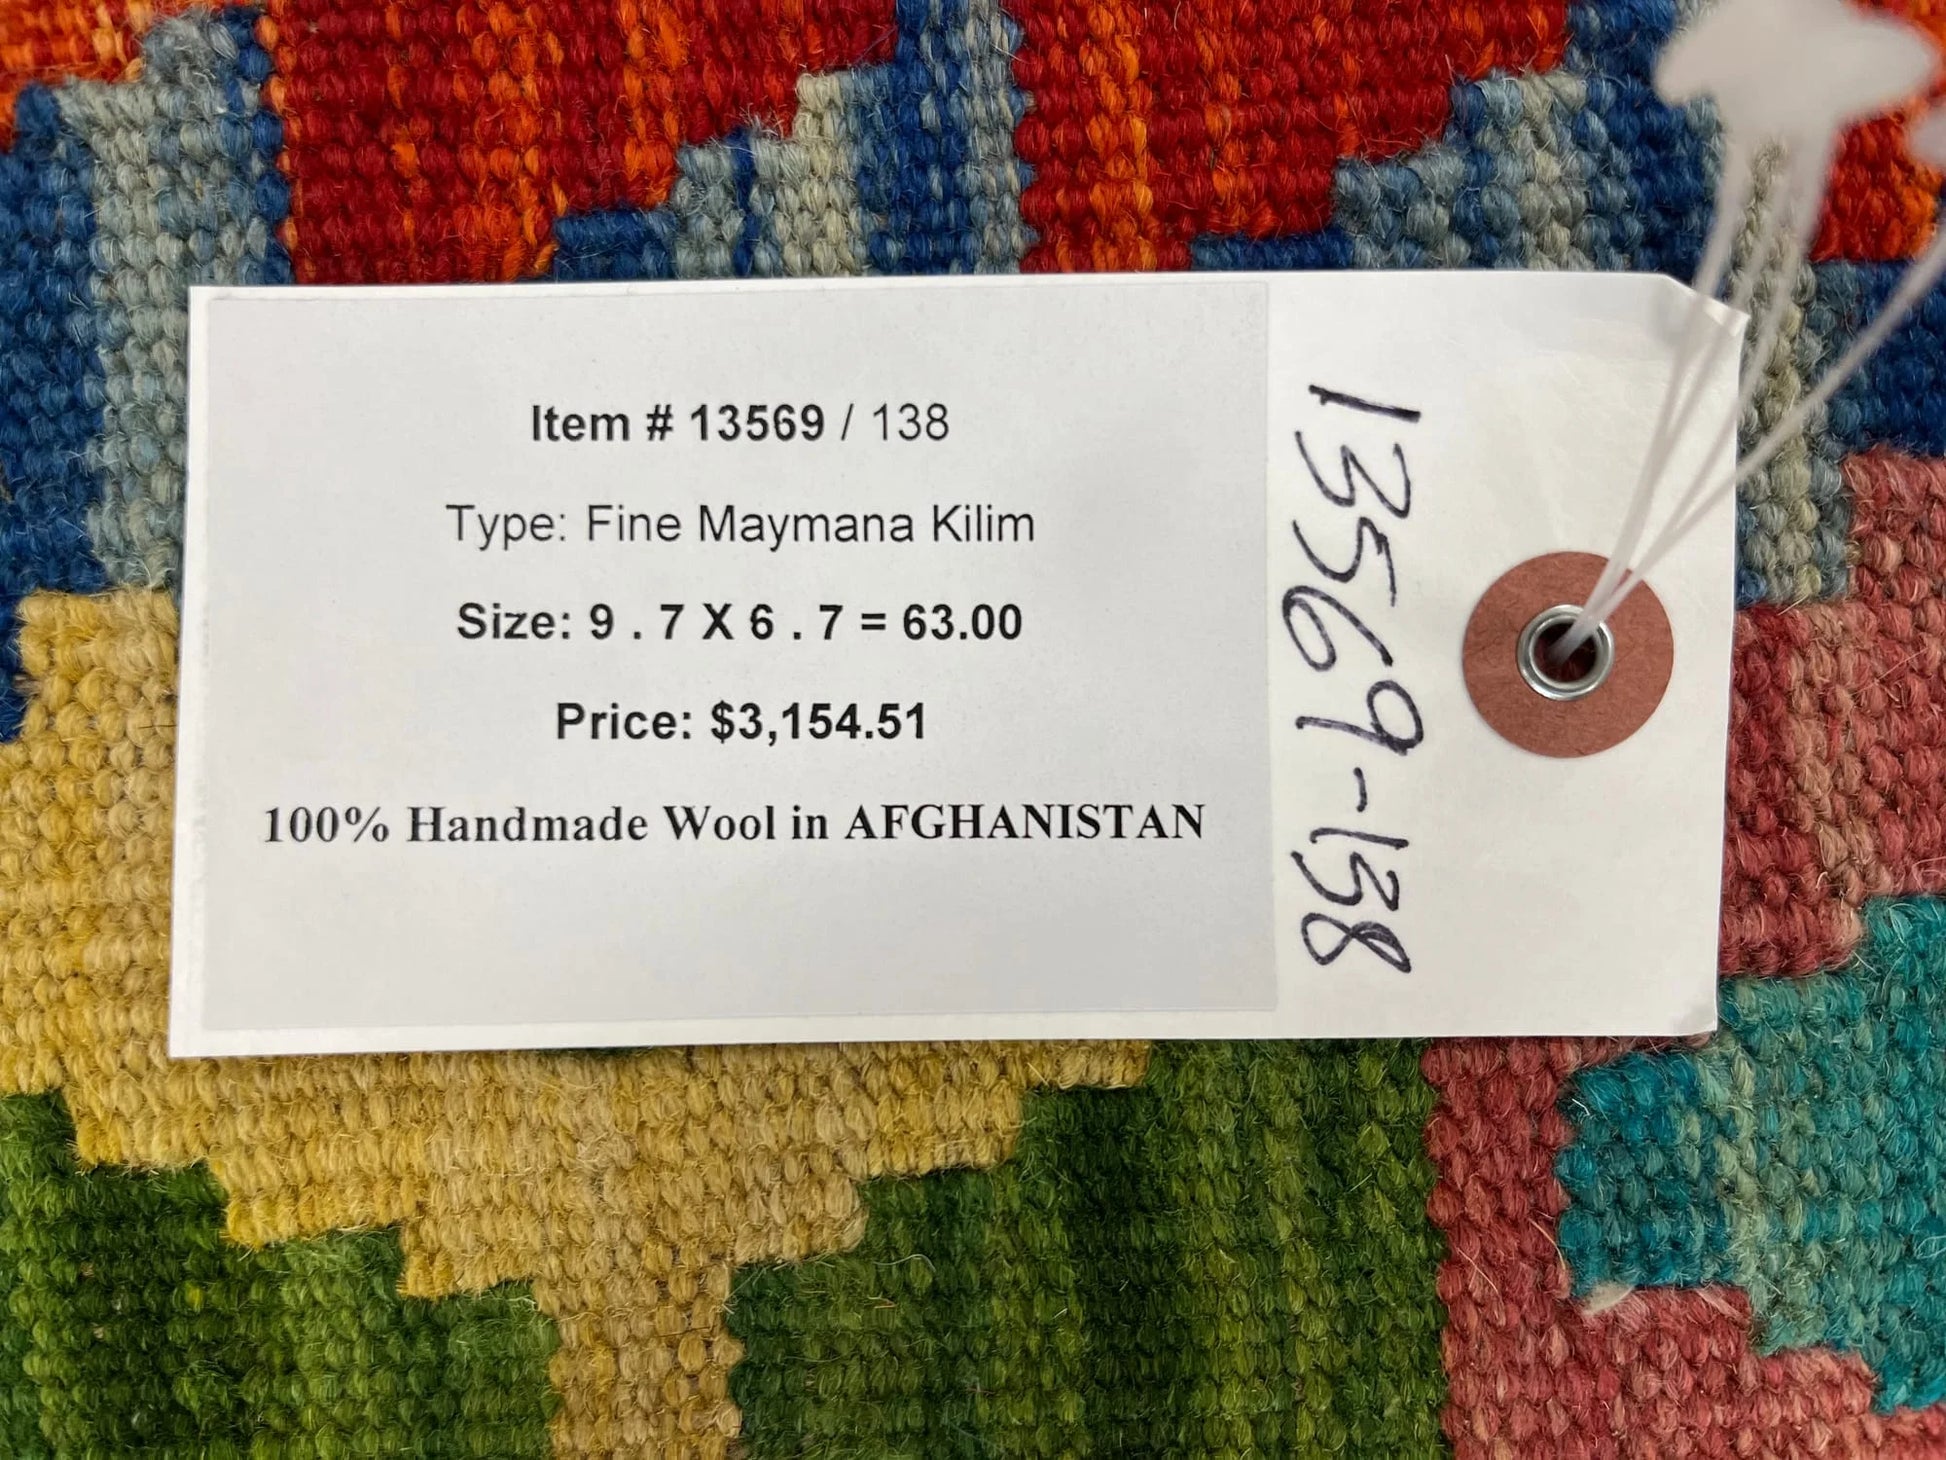 Item # 13569 / 138
Type: Fine Maymana Kilim
Size: 9 . 7 X 6 . 7 = 63.00
Price: $3,154.51
100% Handmade Wool in AFGHANISTAN
13569-138